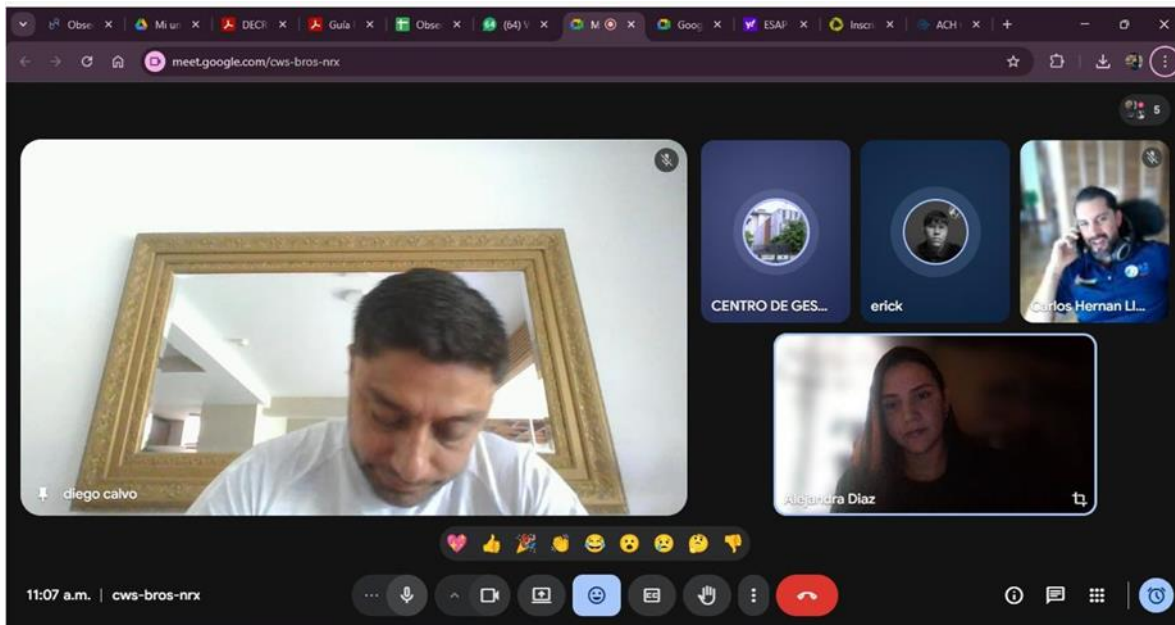 Obse
Mi un
DECR
Guía
Obse
(64) V
M
Goog
ESAP
Inscri
ACH
meet.google.com/cws-bros-nrx
5
CENTRO DE GES...
erick
Carlos Hernan Ll...
diego calvo
Alejandra Diaz
11:07 a.m. | cws-bros-nrx